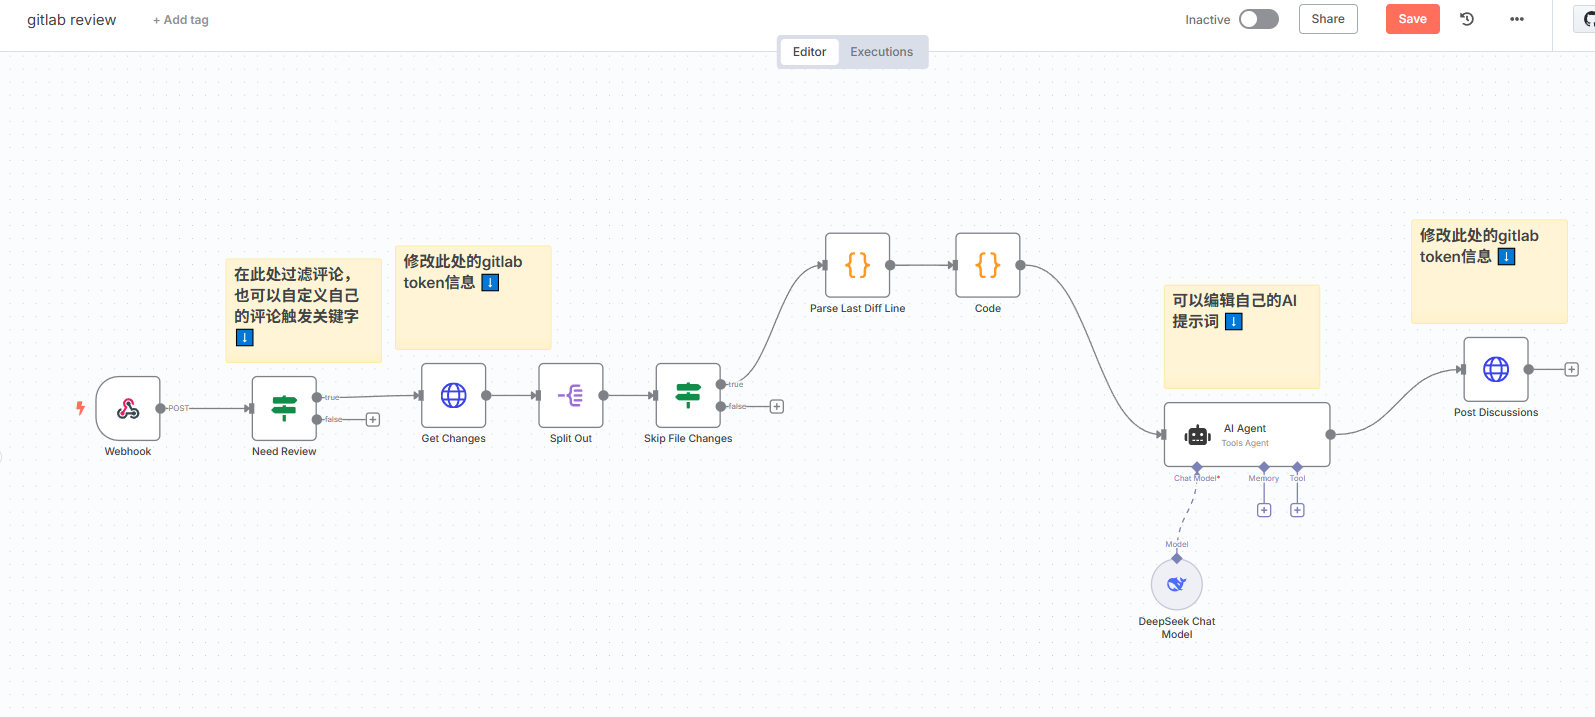 gitlab review
+ Add tag
Inactive
Share
Save
Editor
Executions
在此处过滤评论，
也可以自定义自己
的评论触发关键字
⬇️
修改此处的gitlab
token信息 ⬇️
修改此处的gitlab
token信息 ⬇️
可以编辑自己的AI
提示词 ⬇️
Parse Last Diff Line
Code
POST
Webhook
true
false
Need Review
Get Changes
Split Out
true
false
Skip File Changes
AI Agent
Tools Agent
Chat Model*
Memory
Tool
Model
DeepSeek Chat
Model
Post Discussions